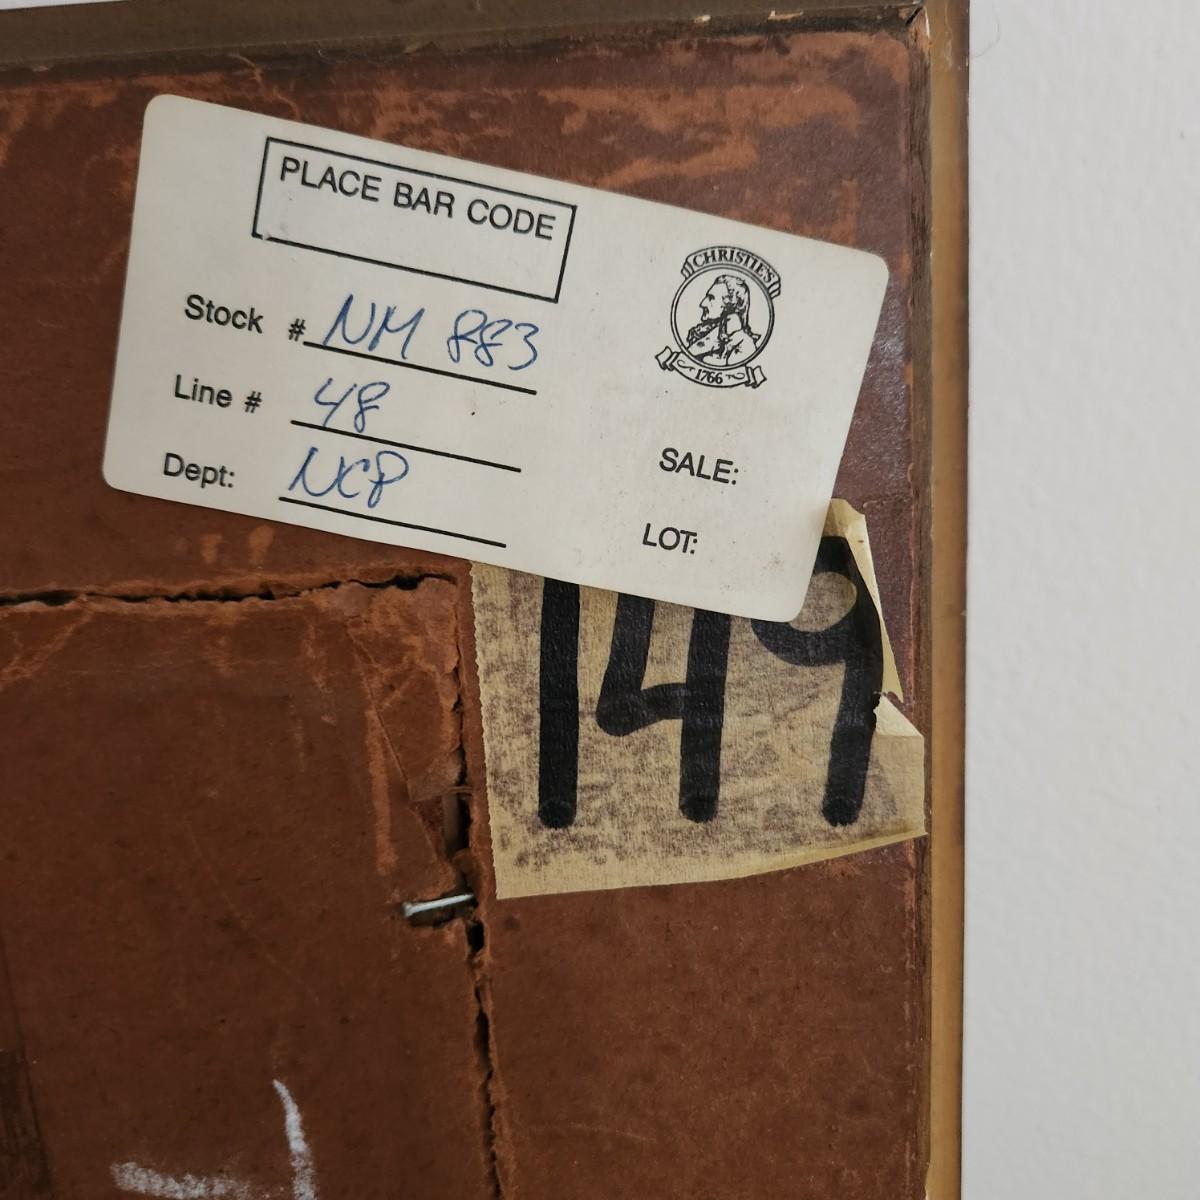 PLACE BAR CODE
CHRISTIE'S
1766
Stock # NM 883
Line # 48
Dept: NCP
SALE:
LOT:
149